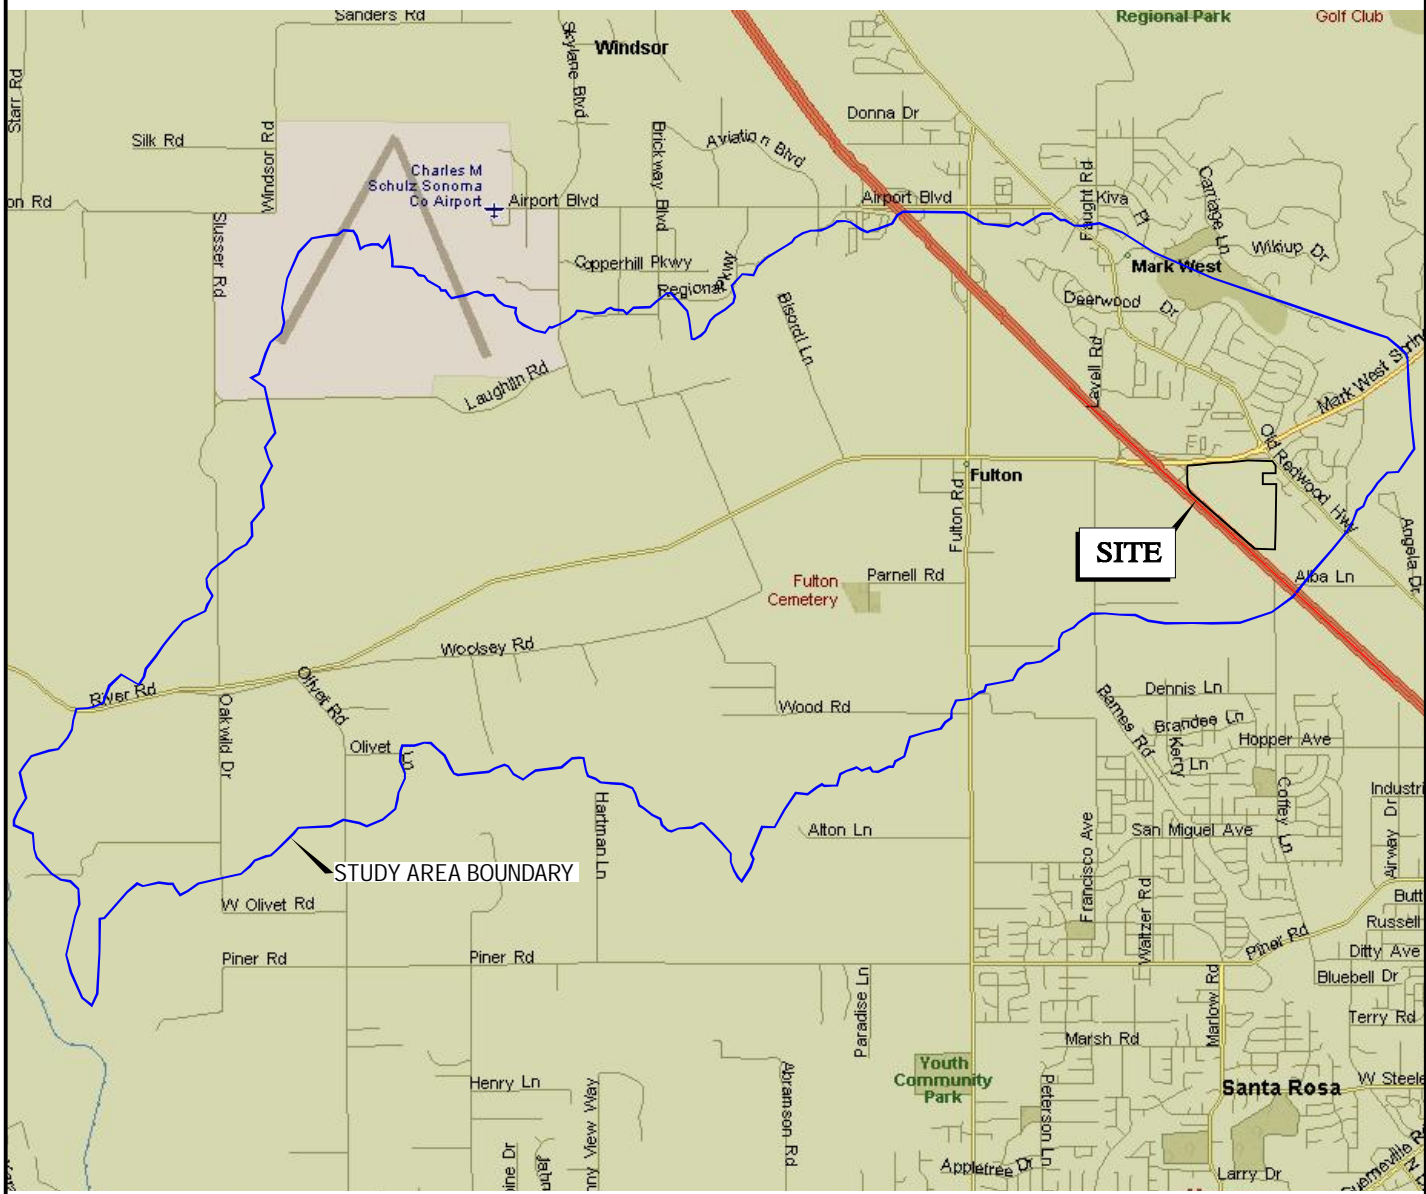 Sanders Rd
Regional Park
Golf Club
Windsor
Skylane Blvd
Starr Rd
Silk Rd
Windsor Rd
Brickway Blvd
Aviation Blvd
Donna Dr
Charles M
Schulz Sonoma
Co Airport
Airport Blvd
Airport Blvd
on Rd
Slusser Rd
Faught Rd
Kiva
Pl
Carriage Ln
Wikiup Dr
Mark West
Copperhill Pkwy
Regional Pkwy
Bisordi Ln
Deerwood Dr
Lavell Rd
Laughlin Rd
Mark West Sprin
Old Redwood Hwy
Fulton
Fulton Rd
SITE
Angela Dr
Alba Ln
Parnell Rd
Fulton
Cemetery
Woolsey Rd
River Rd
Olivet Rd
Oakwild Dr
Olivet Ln
Wood Rd
Dennis Ln
Barnes Rd
Brandee Ln
Kerry Ln
Hopper Ave
Coffey Ln
Industri
Airway Dr
Hartman Ln
Alton Ln
San Miguel Ave
Francisco Ave
Waltzer Rd
STUDY AREA BOUNDARY
W Olivet Rd
Butt
Russell
Piner Rd
Piner Rd
Piner Rd
Ditty Ave
Bluebell Dr
Paradise Ln
Marlow Rd
Terry Rd
Marsh Rd
Youth
Community
Park
Henry Ln
Abramson Rd
Peterson Ln
Santa Rosa
W Steele
nny View Way
ine Dr
Appletree Dr
Larry Dr
Guerneville R